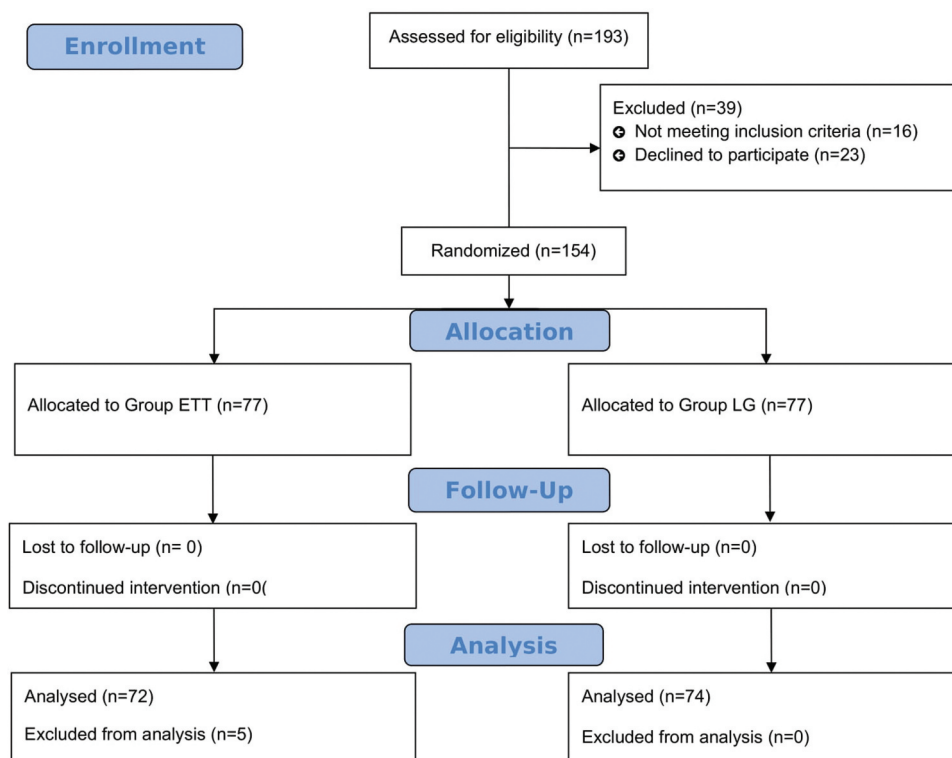 Enrollment
Assessed for eligibility (n=193)
Excluded (n=39)
Not meeting inclusion criteria (n=16)
Declined to participate (n=23)
Randomized (n=154)
Allocation
Allocated to Group ETT (n=77)
Allocated to Group LG (n=77)
Follow-Up
Lost to follow-up (n= 0)
Discontinued intervention (n=0(
Lost to follow-up (n=0)
Discontinued intervention (n=0)
Analysis
Analysed (n=72)
Excluded from analysis (n=5)
Analysed (n=74)
Excluded from analysis (n=0)